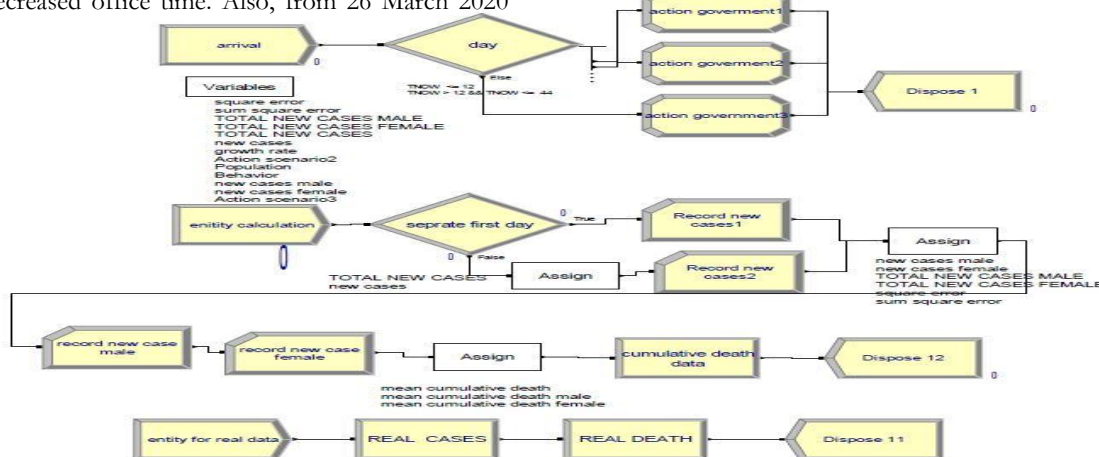 ecreased office time. Also, from 26 March 2020
arrival
0
day
Else
TNOW <= 12
TNOW > 12 && TNOW <= 44
action goverment1
action goverment2
action government3
Dispose 1
0
Variables
square error
sum square error
TOTAL NEW CASES MALE
TOTAL NEW CASES FEMALE
TOTAL NEW CASES
new cases
growth rate
Action scenario2
Population
Behavior
new cases male
new cases female
Action scenario3
enitity calculation
0
seprate first day
0
True
0
False
Record new
cases1
TOTAL NEW CASES
new cases
Assign
Record new
cases2
Assign
new cases male
new cases female
TOTAL NEW CASES MALE
TOTAL NEW CASES FEMALE
square error
sum square error
record new case
male
record new case
female
Assign
mean cumulative death
mean cumulative death male
mean cumulative death female
cumulative death
data
Dispose 12
0
entity for real data
REAL CASES
REAL DEATH
Dispose 11